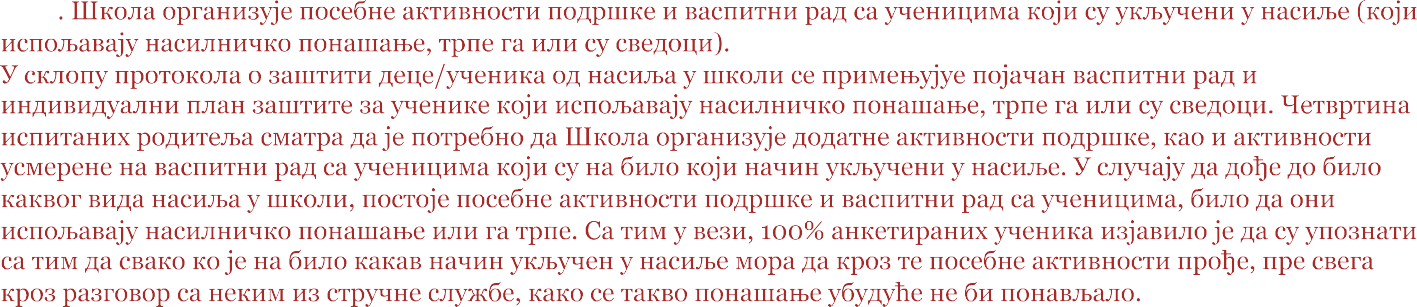 . Школа организује посебне активности подршке и васпитни рад са ученицима који су укључени у насиље (који
испољавају насилничко понашање, трпе га или су сведоци).
У склопу протокола о заштити деце/ученика од насиља у школи се примењујуе појачан васпитни рад и
индивидуални план заштите за ученике који испољавају насилничко понашање, трпе га или су сведоци. Четвртина
испитаних родитеља сматра да је потребно да Школа организује додатне активности подршке, као и активности
усмерене на васпитни рад са ученицима који су на било који начин укључени у насиље. У случају да дође до било
каквог вида насиља у школи, постоје посебне активности подршке и васпитни рад са ученицима, било да они
испољавају насилничко понашање или га трпе. Са тим у вези, 100% анкетираних ученика изјавило је да су упознати
са тим да свако ко је на било какав начин укључен у насиље мора да кроз те посебне активности прође, пре свега
кроз разговор са неким из стручне службе, како се такво понашање убудуће не би понављало.